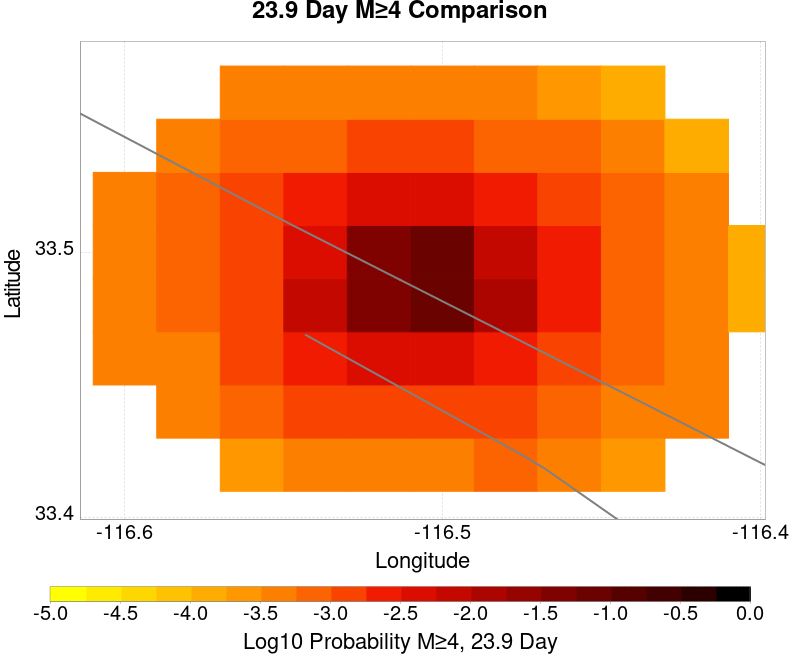 23.9 Day M≥4 Comparison
Latitude
33.5
33.4
-116.6 -116.5 -116.4
Longitude
-5.0 -4.5 -4.0 -3.5 -3.0 -2.5 -2.0 -1.5 -1.0 -0.5 0.0
Log10 Probability M≥4, 23.9 Day